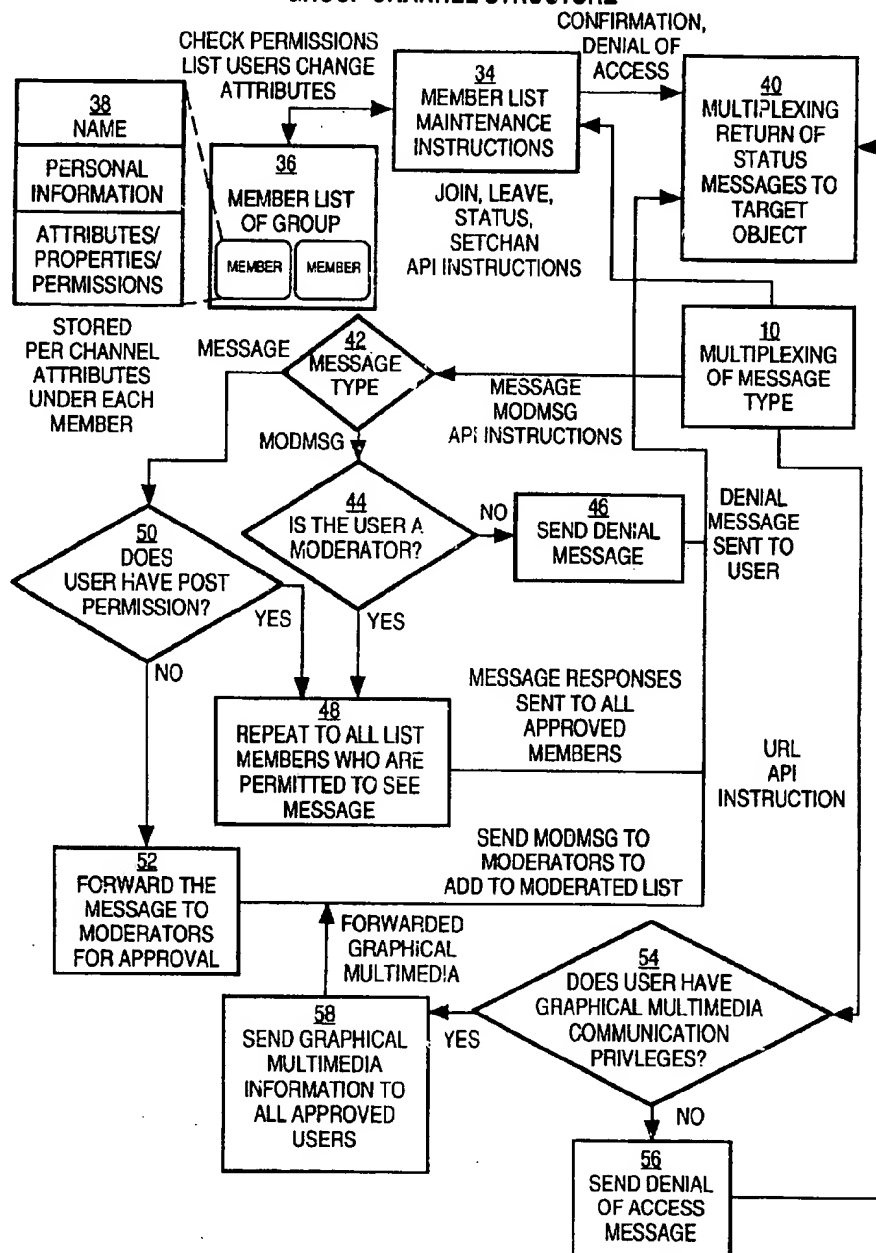 GROUP CHANNEL STRUCTURE
CONFIRMATION,
DENIAL OF
ACCESS
CHECK PERMISSIONS
LIST USERS CHANGE
ATTRIBUTES
34
MEMBER LIST
MAINTENANCE
INSTRUCTIONS
40
MULTIPLEXING
RETURN OF
STATUS
MESSAGES TO
TARGET
OBJECT
38
NAME
PERSONAL
INFORMATION
ATTRIBUTES/
PROPERTIES/
PERMISSIONS
36
MEMBER LIST
OF GROUP
MEMBER
MEMBER
JOIN, LEAVE,
STATUS,
SETCHAN
API INSTRUCTIONS
STORED
PER CHANNEL
ATTRIBUTES
UNDER EACH
MEMBER
MESSAGE
42
MESSAGE
TYPE
10
MULTIPLEXING
OF MESSAGE
TYPE
MESSAGE
MODMSG
API INSTRUCTIONS
MODMSG
44
IS THE USER A
MODERATOR?
NO
46
SEND DENIAL
MESSAGE
DENIAL
MESSAGE
SENT TO
USER
50
DOES
USER HAVE POST
PERMISSION?
YES
YES
NO
48
REPEAT TO ALL LIST
MEMBERS WHO ARE
PERMITTED TO SEE
MESSAGE
MESSAGE RESPONSES
SENT TO ALL
APPROVED
MEMBERS
URL
API
INSTRUCTION
52
FORWARD THE
MESSAGE TO
MODERATORS
FOR APPROVAL
SEND MODMSG TO
MODERATORS TO
ADD TO MODERATED LIST
FORWARDED
GRAPHICAL
MULTIMEDIA
54
DOES USER HAVE
GRAPHICAL MULTIMEDIA
COMMUNICATION
PRIVLEGES?
YES
58
SEND GRAPHICAL
MULTIMEDIA
INFORMATION TO
ALL APPROVED
USERS
NO
56
SEND DENIAL
OF ACCESS
MESSAGE